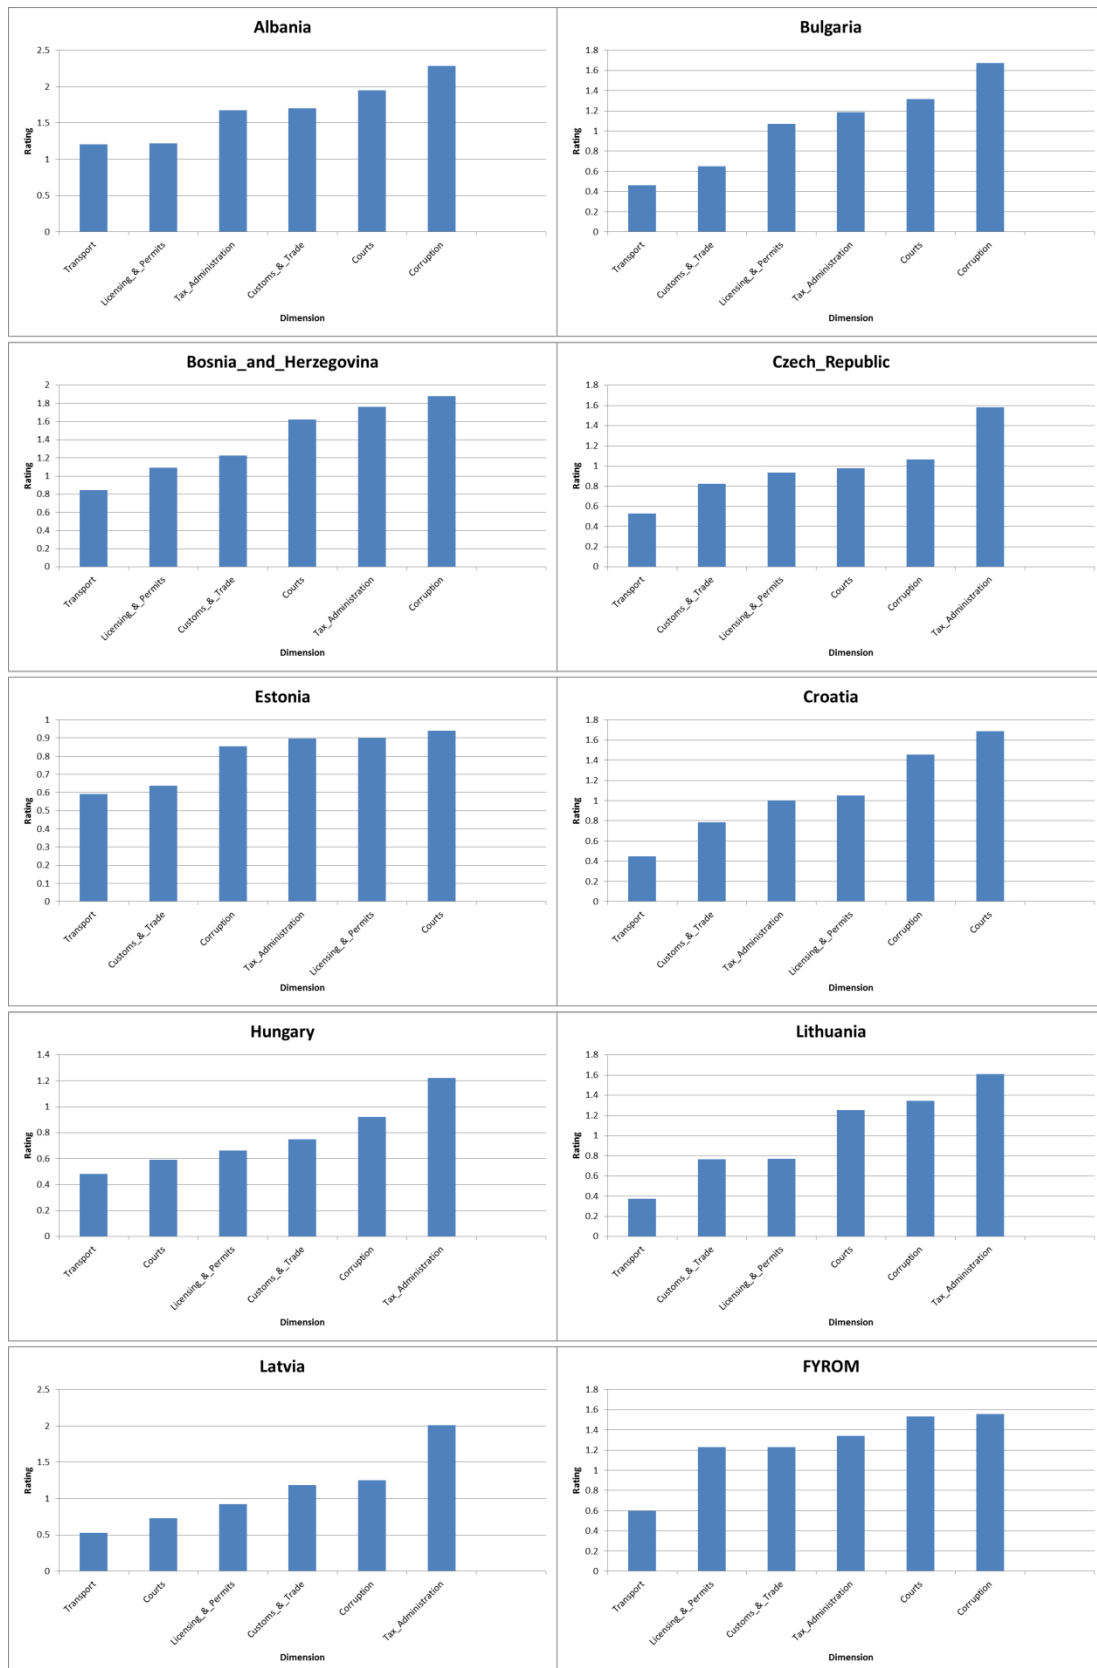 Albania
2.5
2
1.5
1
0.5
0
Rating
Transport
Licensing_&_Permits
Tax_Administration
Customs_&_Trade
Courts
Corruption
Dimension
Bulgaria
1.8
1.6
1.4
1.2
1
0.8
0.6
0.4
0.2
0
Rating
Transport
Customs_&_Trade
Licensing_&_Permits
Tax_Administration
Courts
Corruption
Dimension
Bosnia_and_Herzegovina
2
1.8
1.6
1.4
1.2
1
0.8
0.6
0.4
0.2
0
Rating
Transport
Licensing_&_Permits
Customs_&_Trade
Courts
Tax_Administration
Corruption
Dimension
Czech_Republic
1.8
1.6
1.4
1.2
1
0.8
0.6
0.4
0.2
0
Rating
Transport
Customs_&_Trade
Licensing_&_Permits
Courts
Corruption
Tax_Administration
Dimension
Estonia
1
0.9
0.8
0.7
0.6
0.5
0.4
0.3
0.2
0.1
0
Rating
Transport
Customs_&_Trade
Corruption
Tax_Administration
Licensing_&_Permits
Courts
Dimension
Croatia
1.8
1.6
1.4
1.2
1
0.8
0.6
0.4
0.2
0
Rating
Transport
Customs_&_Trade
Tax_Administration
Licensing_&_Permits
Corruption
Courts
Dimension
Hungary
1.4
1.2
1
0.8
0.6
0.4
0.2
0
Rating
Transport
Courts
Licensing_&_Permits
Customs_&_Trade
Corruption
Tax_Administration
Dimension
Lithuania
1.8
1.6
1.4
1.2
1
0.8
0.6
0.4
0.2
0
Rating
Transport
Customs_&_Trade
Licensing_&_Permits
Courts
Corruption
Tax_Administration
Dimension
Latvia
2.5
2
1.5
1
0.5
0
Rating
Transport
Courts
Licensing_&_Permits
Customs_&_Trade
Corruption
Tax_Administration
Dimension
FYROM
1.8
1.6
1.4
1.2
1
0.8
0.6
0.4
0.2
0
Rating
Transport
Licensing_&_Permits
Customs_&_Trade
Tax_Administration
Courts
Corruption
Dimension